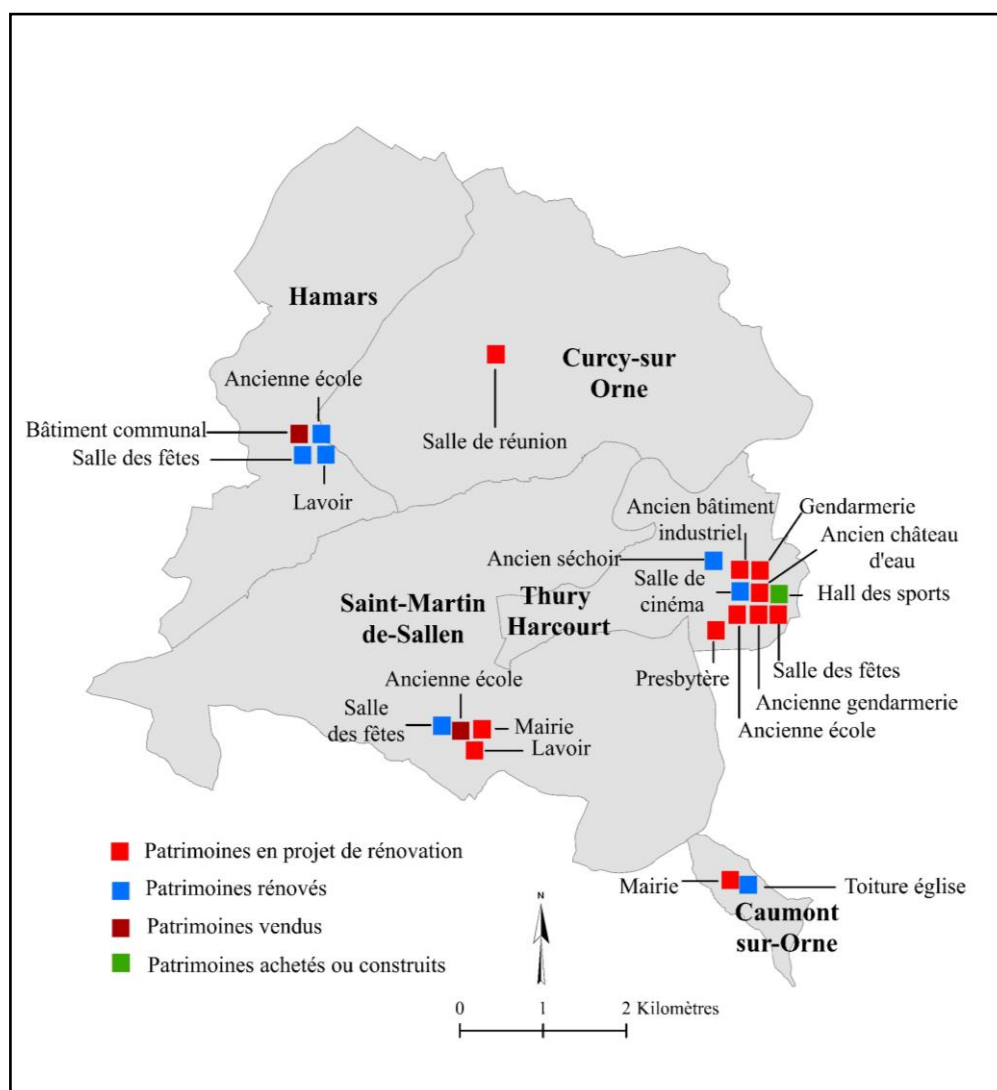 Hamars
Ancienne école
Bâtiment communal
Salle des fêtes
Lavoir
Curcy-sur
Orne
Salle de réunion
Ancien bâtiment
industriel
Gendarmerie
Ancien château
d'eau
Ancien séchoir
Salle de
cinéma
Hall des sports
Thury
Harcourt
Presbytère
Salle des fêtes
Ancienne gendarmerie
Ancienne école
Saint-Martin
de-Sallen
Ancienne école
Salle
des fêtes
Mairie
Lavoir
Mairie
Toiture église
Caumont
sur-Orne
Patrimoines en projet de rénovation
Patrimoines rénovés
Patrimoines vendus
Patrimoines achetés ou construits
N
0 1 2 Kilomètres